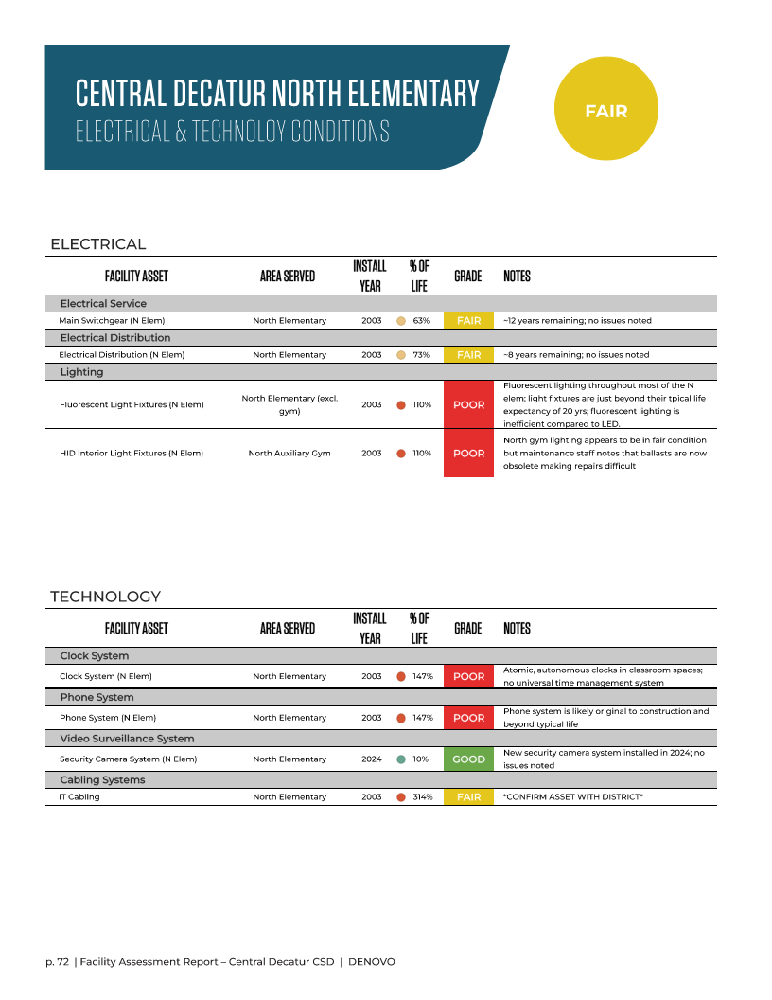 CENTRAL DECATUR NORTH ELEMENTARY
ELECTRICAL & TECHNOLOY CONDITIONS
FAIR
ELECTRICAL
FACILITY ASSET AREA SERVED INSTALL YEAR % OF LIFE GRADE NOTES
Electrical Service
Main Switchgear (N Elem) North Elementary 2003 63% FAIR ~12 years remaining; no issues noted
Electrical Distribution
Electrical Distribution (N Elem) North Elementary 2003 73% FAIR ~8 years remaining; no issues noted
Lighting
Fluorescent Light Fixtures (N Elem) North Elementary (excl. gym) 2003 110% POOR Fluorescent lighting throughout most of the N
elem; light fixtures are just beyond their tpical life
expectancy of 20 yrs; fluorescent lighting is
inefficient compared to LED.
HID Interior Light Fixtures (N Elem) North Auxiliary Gym 2003 110% POOR North gym lighting appears to be in fair condition
but maintenance staff notes that ballasts are now
obsolete making repairs difficult
TECHNOLOGY
FACILITY ASSET AREA SERVED INSTALL YEAR % OF LIFE GRADE NOTES
Clock System
Clock System (N Elem) North Elementary 2003 147% POOR Atomic, autonomous clocks in classroom spaces;
no universal time management system
Phone System
Phone System (N Elem) North Elementary 2003 147% POOR Phone system is likely original to construction and
beyond typical life
Video Surveillance System
Security Camera System (N Elem) North Elementary 2024 10% GOOD New security camera system installed in 2024; no
issues noted
Cabling Systems
IT Cabling North Elementary 2003 314% FAIR *CONFIRM ASSET WITH DISTRICT*
p. 72 | Facility Assessment Report – Central Decatur CSD | DENOVO